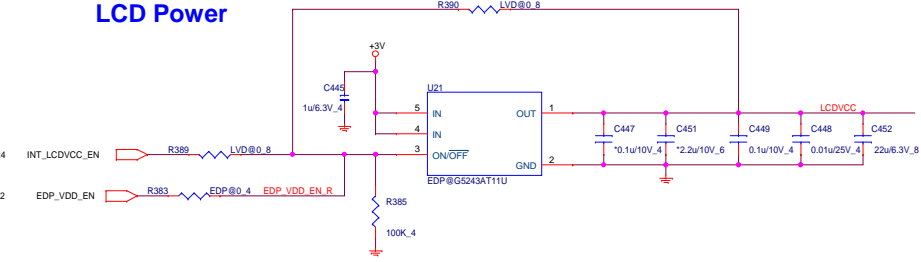 LCD Power
R390 LVD@0_8
+3V
C445
1u/6.3V_4
U21
5 IN
4 IN
3 ON/OFF
OUT 1
GND 2
EDP@G5243AT11U
LCDVCC
C447
*0.1u/10V_4
C451
*2.2u/10V_6
C449
0.1u/10V_4
C448
0.01u/25V_4
C452
22u/6.3V_8
INT_LCDVCC_EN
R389 LVD@0_8
2 EDP_VDD_EN
R383 EDP@0_4 EDP_VDD_EN_R
R385
100K_4